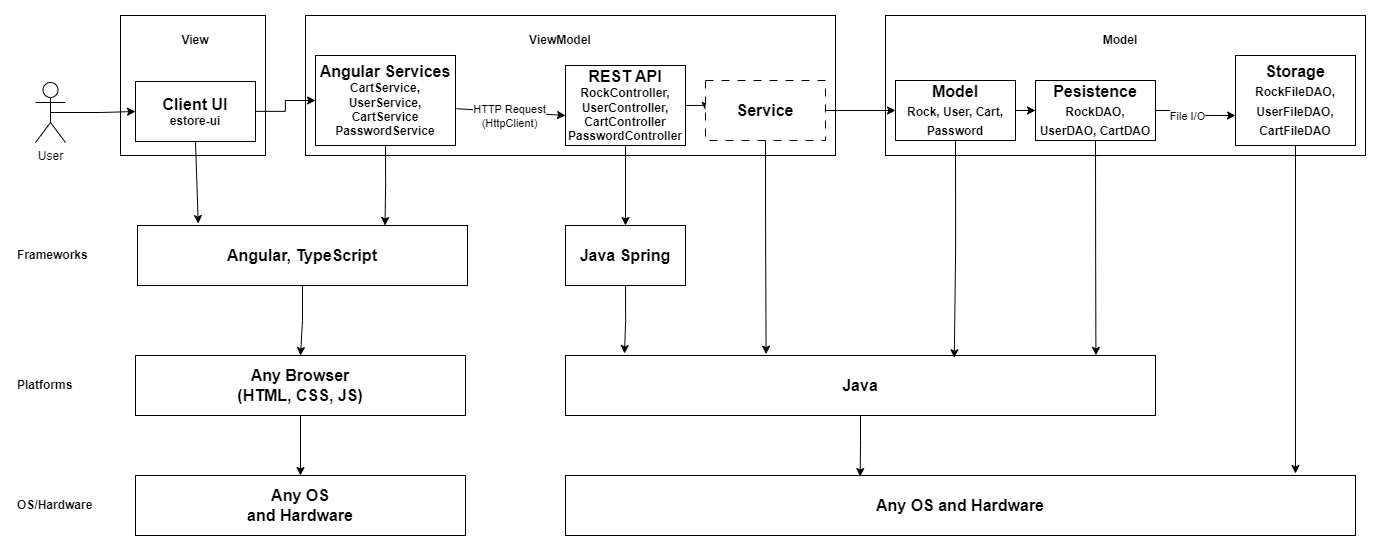 View
ViewModel
Model
User
Client UI
estore-ui
Angular Services
CartService,
UserService,
CartService
PasswordService
HTTP Request
(HttpClient)
REST API
RockController,
UserController,
CartController
PasswordController
Service
Model
Rock, User, Cart,
Password
Pesistence
RockDAO,
UserDAO, CartDAO
File I/O
Storage
RockFileDAO,
UserFileDAO,
CartFileDAO
Frameworks
Angular, TypeScript
Java Spring
Platforms
Any Browser
(HTML, CSS, JS)
Java
OS/Hardware
Any OS
and Hardware
Any OS and Hardware